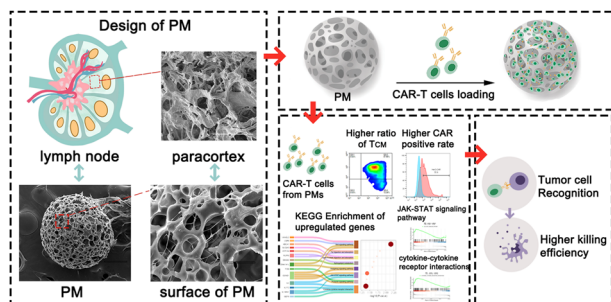 Design of PM
lymph node
paracortex
PM
surface of PM
PM
CAR-T cells loading
CAR-T cells
from PMs
Higher ratio
of TCM
Higher CAR
positive rate
KEGG Enrichment of
upregulated genes
JAK-STAT signaling
pathway
cytokine-cytokine
receptor interactions
Tumor cell
Recognition
Higher killing
efficiency